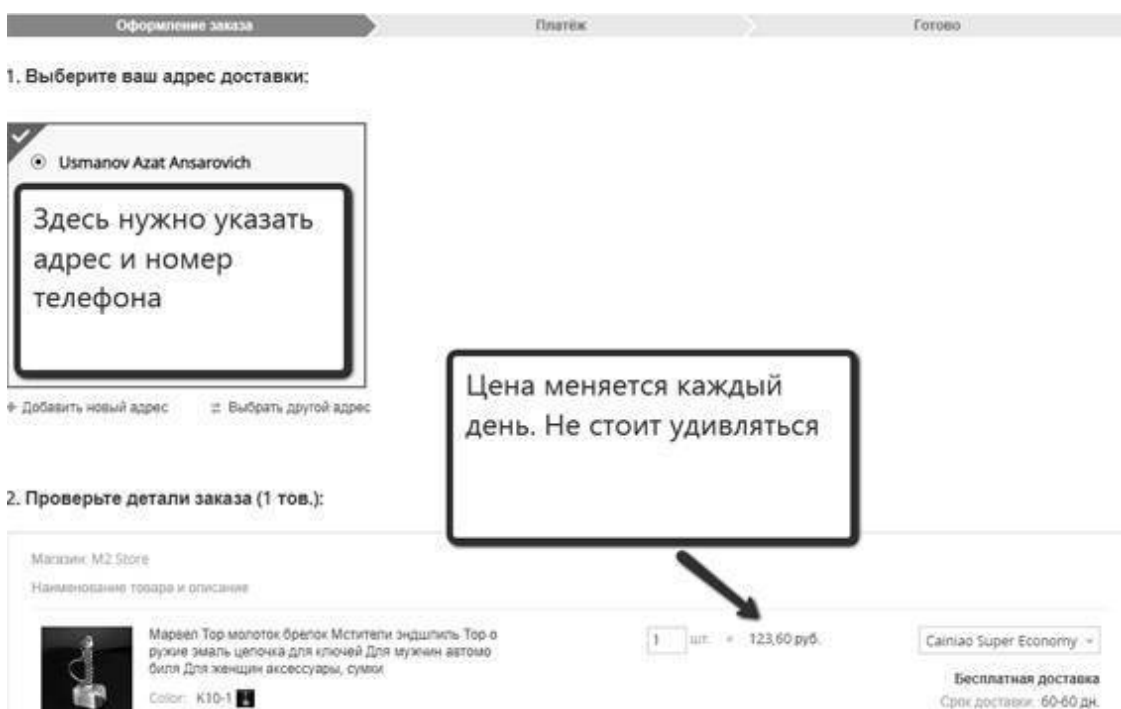 Оформление заказа Платёж Готово
1. Выберите ваш адрес доставки:
Usmanov Azat Ansarovich
Здесь нужно указать
адрес и номер
телефона
+ Добавить новый адрес ⇄ Выбрать другой адрес
Цена меняется каждый
день. Не стоит удивляться
2. Проверьте детали заказа (1 тов.):
Магазин: M2 Store
Наименование товара и описание
Марвел Тор молоток брелок Мстители эндшпиль Тор о
ружие эмаль цепочка для ключей Для мужчин автомо
биля Для женщин аксессуары, сумки
Color: K10-1
1 шт. × 123,60 руб.
Cainiao Super Economy
Бесплатная доставка
Срок доставки: 60-60 дн.